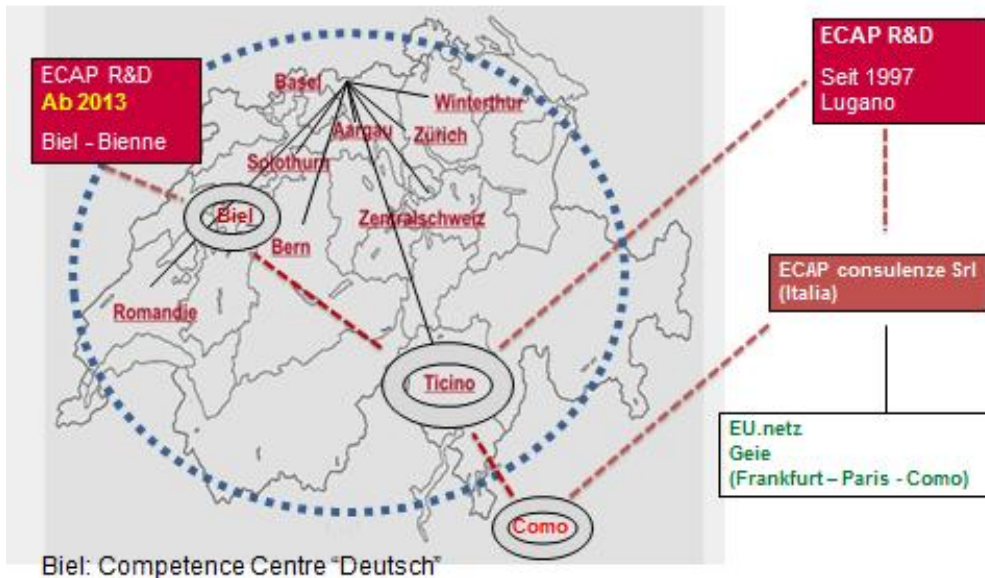 ECAP R&D
Ab 2013
Biel - Bienne
Basel
Winterthur
Aargau
Zürich
Solothurn
Biel
Zentralschweiz
Bern
Romandie
Ticino
Como
ECAP R&D
Seit 1997
Lugano
ECAP consulenze Srl
(Italia)
EU.netz
Geie
(Frankfurt – Paris - Como)
Biel: Competence Centre "Deutsch"